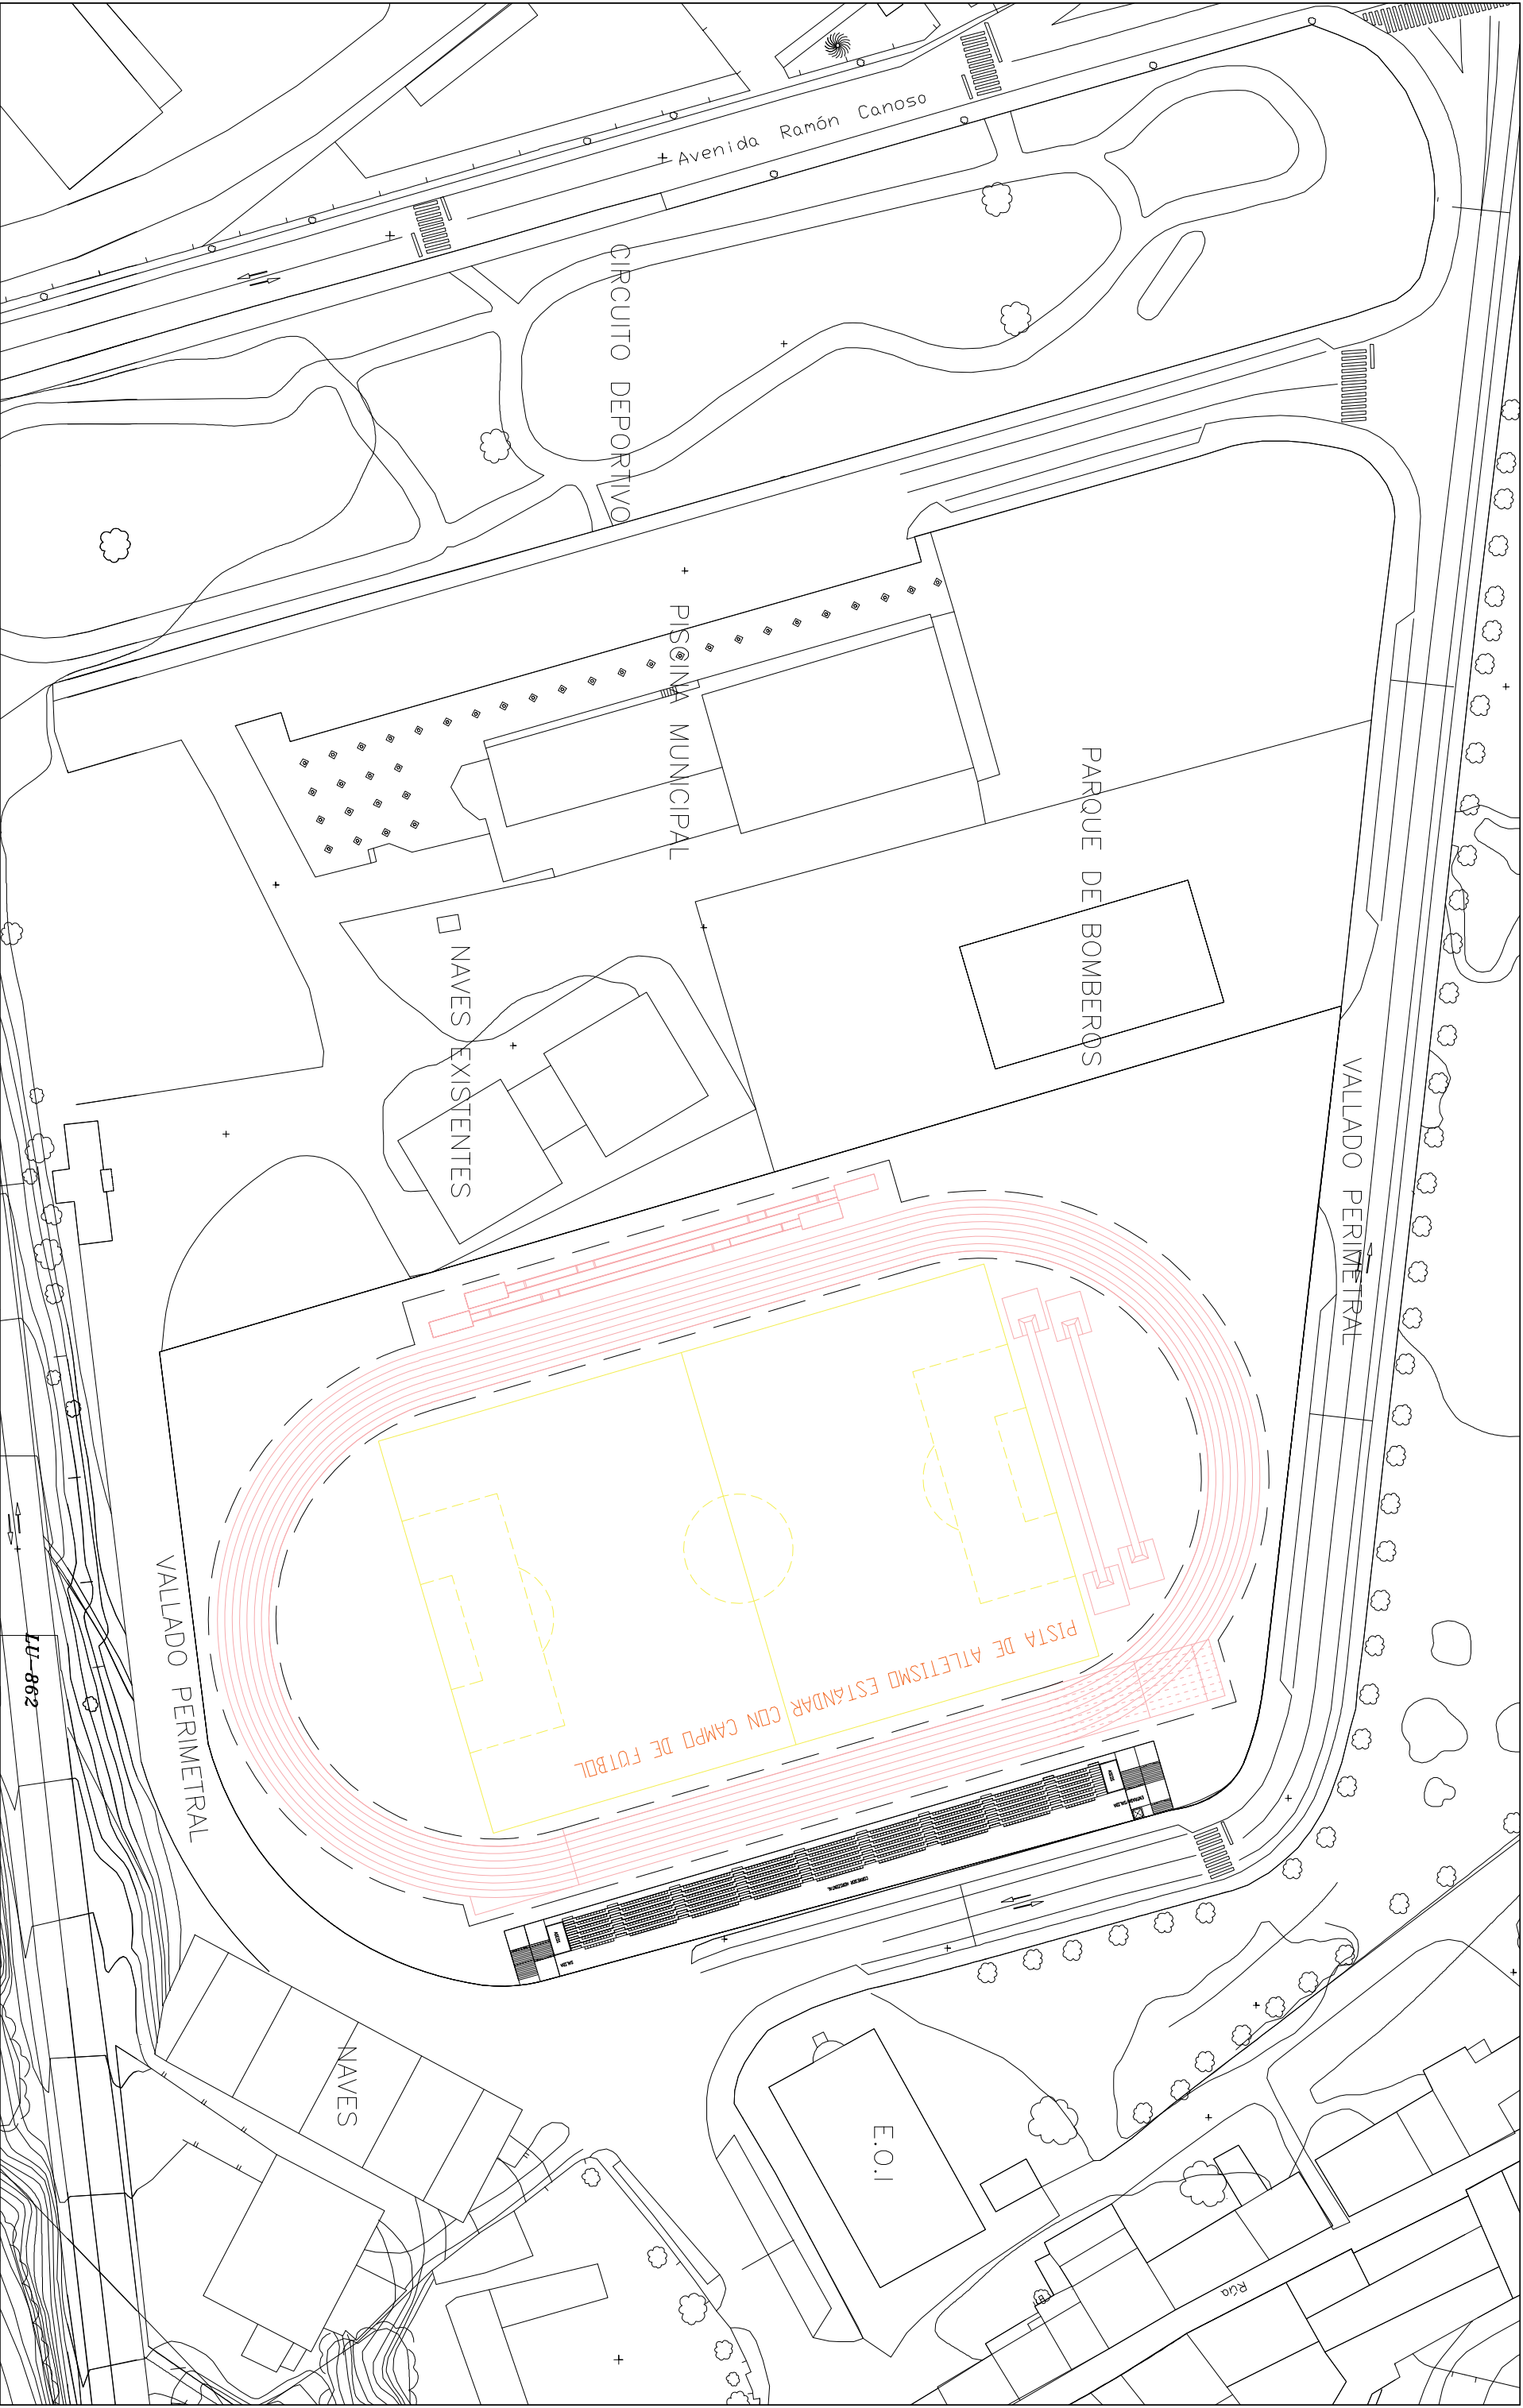 Avenida Ramón Canoso
CIRCUITO DEPORTIVO
PISCINA MUNICIPAL
PARQUE DE BOMBEROS
NAVES EXISTENTES
VALLADO PERIMETRAL
PISTA DE ATLETISMO ESTÁNDAR CON CAMPO DE FUTBOL
VALLADO PERIMETRAL
LU-862
NAVES
E.O.I
Rúa